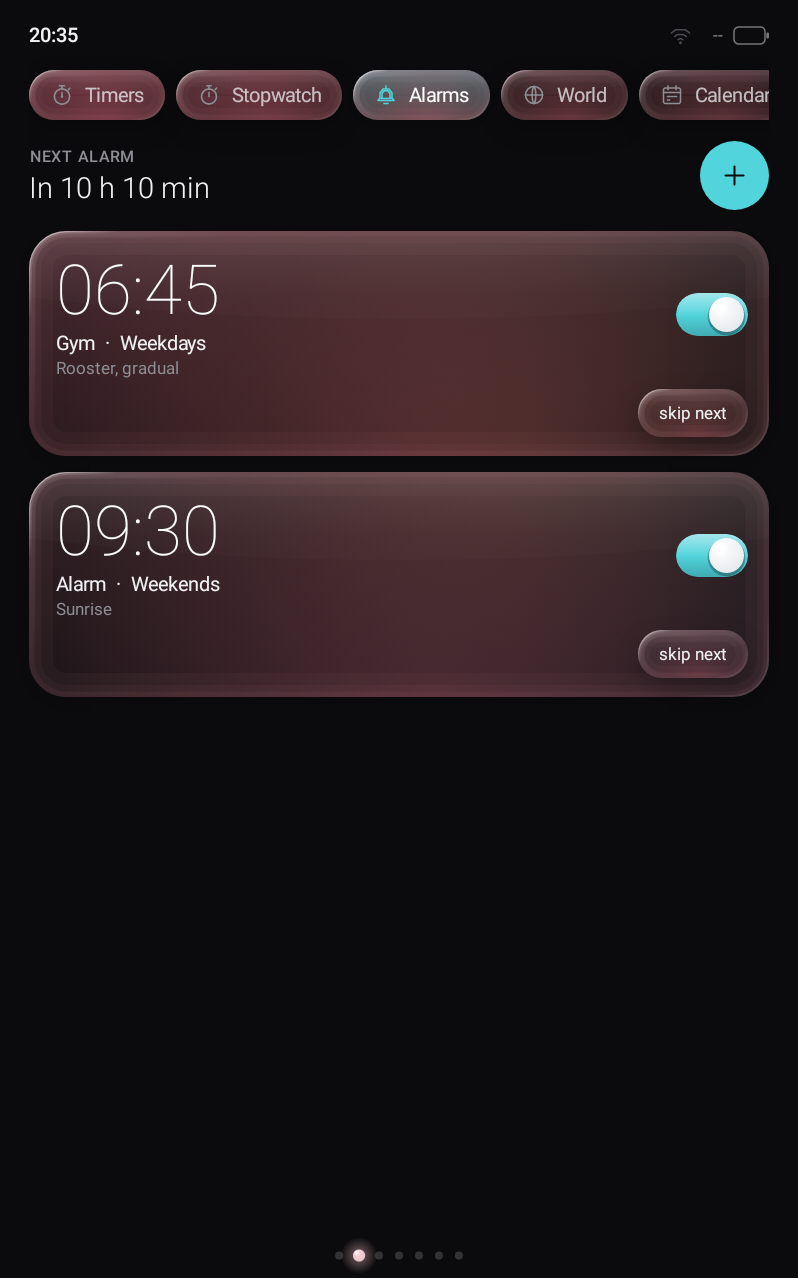 20:35 --
Timers Stopwatch Alarms World Calendar
NEXT ALARM
In 10 h 10 min
06:45
Gym · Weekdays
Rooster, gradual
skip next
09:30
Alarm · Weekends
Sunrise
skip next